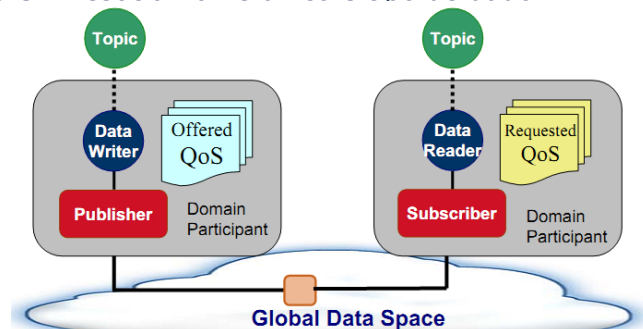 Topic
Topic
Data
Writer
Offered
QoS
Data
Reader
Requested
QoS
Publisher
Domain
Participant
Subscriber
Domain
Participant
Global Data Space